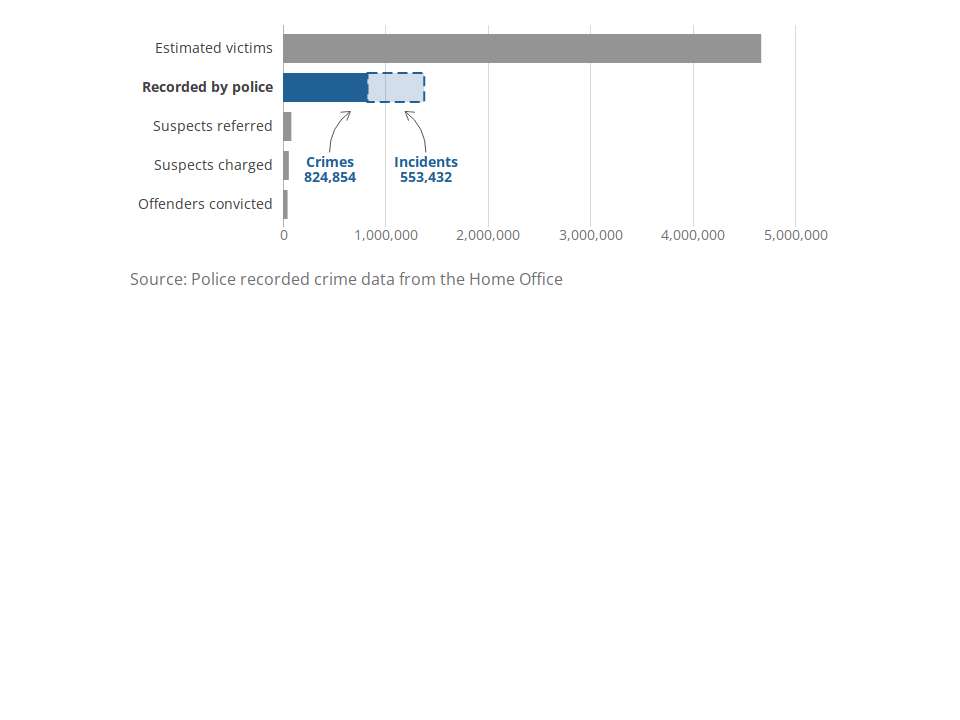 Estimated victims
Recorded by police
Suspects referred
Suspects charged
Offenders convicted
Crimes
824,854
Incidents
553,432
0
1,000,000
2,000,000
3,000,000
4,000,000
5,000,000
Source: Police recorded crime data from the Home Office